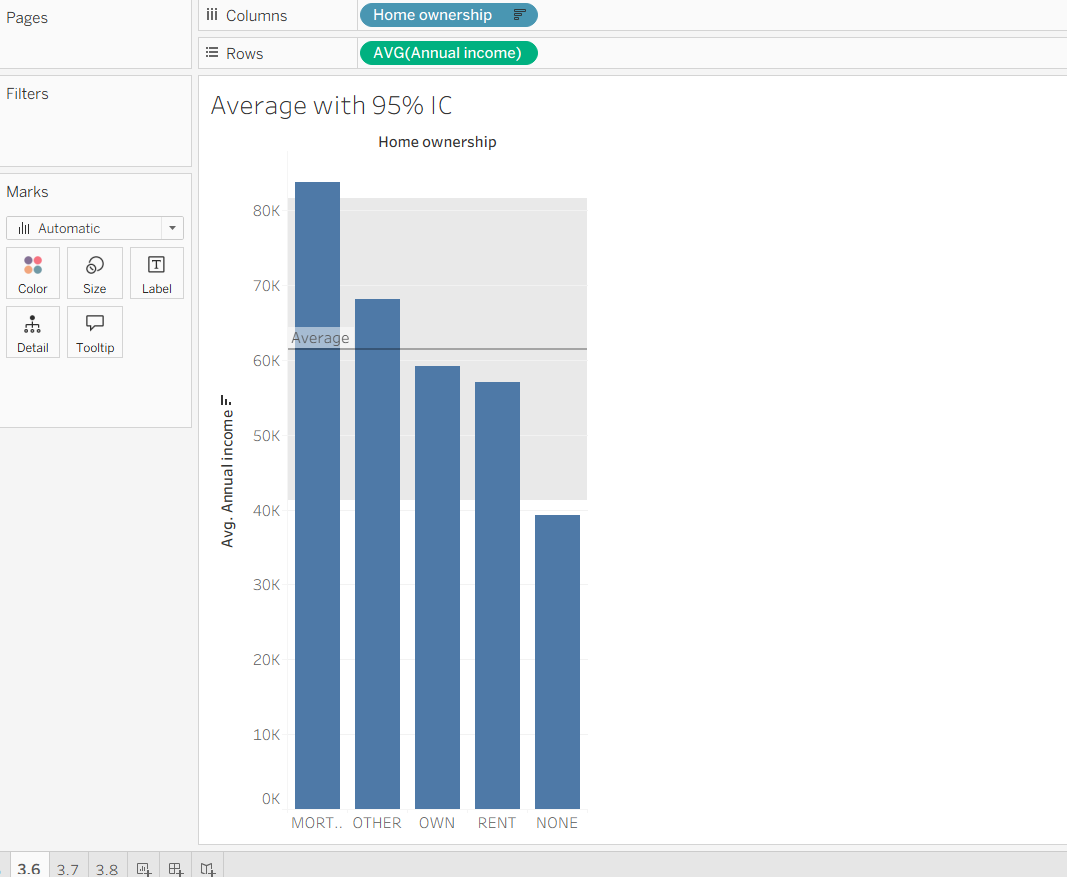 Pages
Columns
Home ownership
Rows
AVG(Annual income)
Filters
Marks
Automatic
Color
Size
Label
Detail
Tooltip
Average with 95% IC
Home ownership
80K
70K
60K
50K
40K
30K
20K
10K
0K
Avg. Annual income
Average
MORT..
OTHER
OWN
RENT
NONE
3.6
3.7
3.8